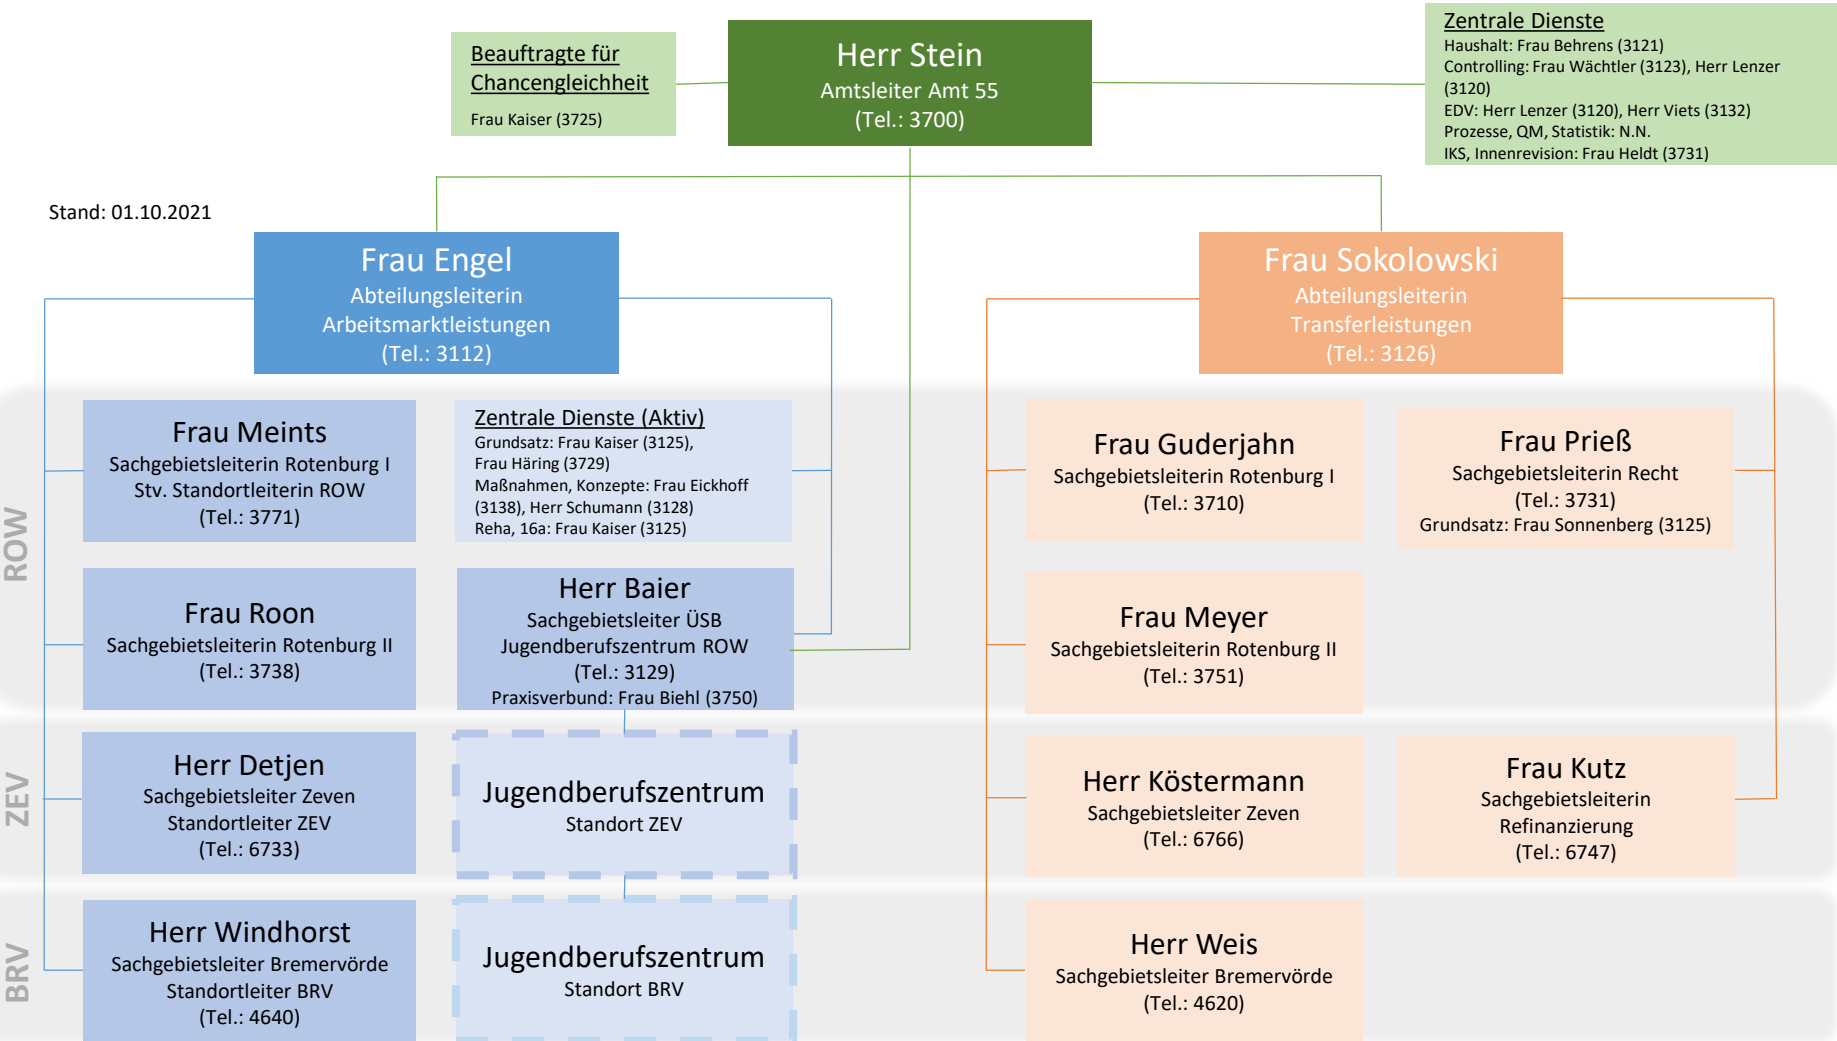 Beauftragte für
Chancengleichheit
Frau Kaiser (3725)
Herr Stein
Amtsleiter Amt 55
(Tel.: 3700)
Zentrale Dienste
Haushalt: Frau Behrens (3121)
Controlling: Frau Wächtler (3123), Herr Lenzer
(3120)
EDV: Herr Lenzer (3120), Herr Viets (3132)
Prozesse, QM, Statistik: N.N.
IKS, Innenrevision: Frau Heldt (3731)
Stand: 01.10.2021
Frau Engel
Abteilungsleiterin
Arbeitsmarktleistungen
(Tel.: 3112)
Frau Sokolowski
Abteilungsleiterin
Transferleistungen
(Tel.: 3126)
ROW
Frau Meints
Sachgebietsleiterin Rotenburg I
Stv. Standortleiterin ROW
(Tel.: 3771)
Zentrale Dienste (Aktiv)
Grundsatz: Frau Kaiser (3125),
Frau Häring (3729)
Maßnahmen, Konzepte: Frau Eickhoff
(3138), Herr Schumann (3128)
Reha, 16a: Frau Kaiser (3125)
Frau Guderjahn
Sachgebietsleiterin Rotenburg I
(Tel.: 3710)
Frau Prieß
Sachgebietsleiterin Recht
(Tel.: 3731)
Grundsatz: Frau Sonnenberg (3125)
Frau Roon
Sachgebietsleiterin Rotenburg II
(Tel.: 3738)
Herr Baier
Sachgebietsleiter ÜSB
Jugendberufszentrum ROW
(Tel.: 3129)
Praxisverbund: Frau Biehl (3750)
Frau Meyer
Sachgebietsleiterin Rotenburg II
(Tel.: 3751)
ZEV
Herr Detjen
Sachgebietsleiter Zeven
Standortleiter ZEV
(Tel.: 6733)
Jugendberufszentrum
Standort ZEV
Herr Köstermann
Sachgebietsleiter Zeven
(Tel.: 6766)
Frau Kutz
Sachgebietsleiterin
Refinanzierung
(Tel.: 6747)
BRV
Herr Windhorst
Sachgebietsleiter Bremervörde
Standortleiter BRV
(Tel.: 4640)
Jugendberufszentrum
Standort BRV
Herr Weis
Sachgebietsleiter Bremervörde
(Tel.: 4620)